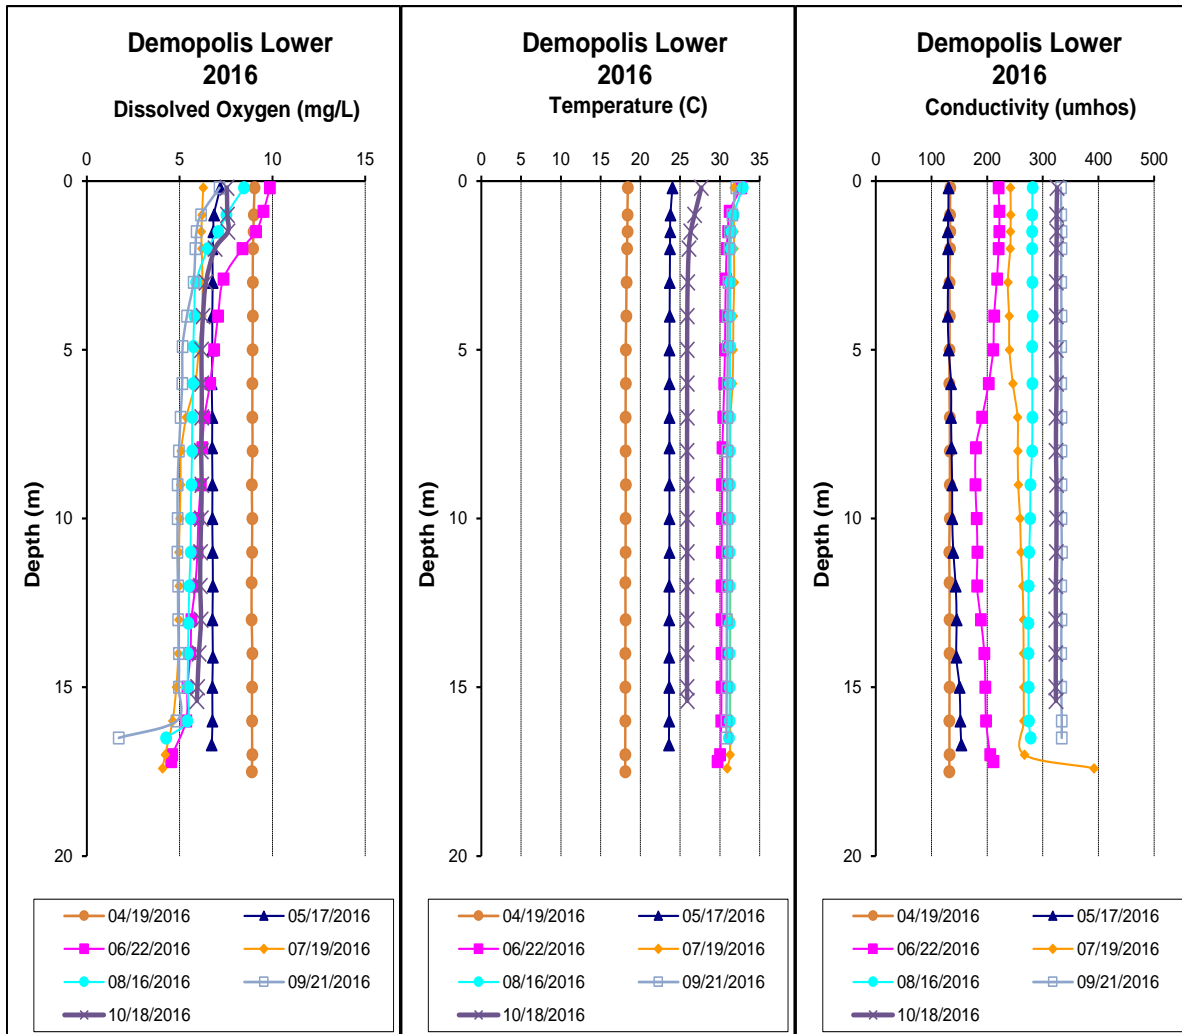 Demopolis Lower
2016
Dissolved Oxygen (mg/L)
0 5 10 15
0
5
10
15
20
Depth (m)
04/19/2016 05/17/2016
06/22/2016 07/19/2016
08/16/2016 09/21/2016
10/18/2016
Demopolis Lower
2016
Temperature (C)
0 5 10 15 20 25 30 35
0
5
10
15
20
Depth (m)
04/19/2016 05/17/2016
06/22/2016 07/19/2016
08/16/2016 09/21/2016
10/18/2016
Demopolis Lower
2016
Conductivity (umhos)
0 100 200 300 400 500
0
5
10
15
20
Depth (m)
04/19/2016 05/17/2016
06/22/2016 07/19/2016
08/16/2016 09/21/2016
10/18/2016